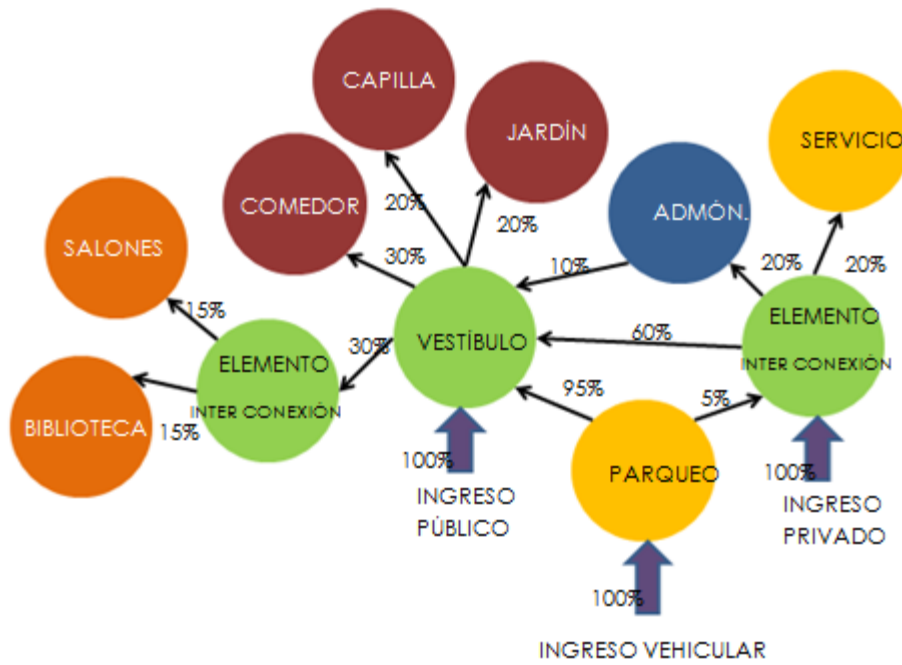 CAPILLA
JARDÍN
SERVICIO
COMEDOR
20%
ADMÓN.
SALONES
20%
30%
10%
20%
20%
15%
ELEMENTO
INTER CONEXIÓN
30%
VESTÍBULO
60%
ELEMENTO
INTER CONEXIÓN
BIBLIOTECA
15%
95%
5%
100%
INGRESO
PÚBLICO
PARQUEO
100%
INGRESO
PRIVADO
100%
INGRESO VEHICULAR